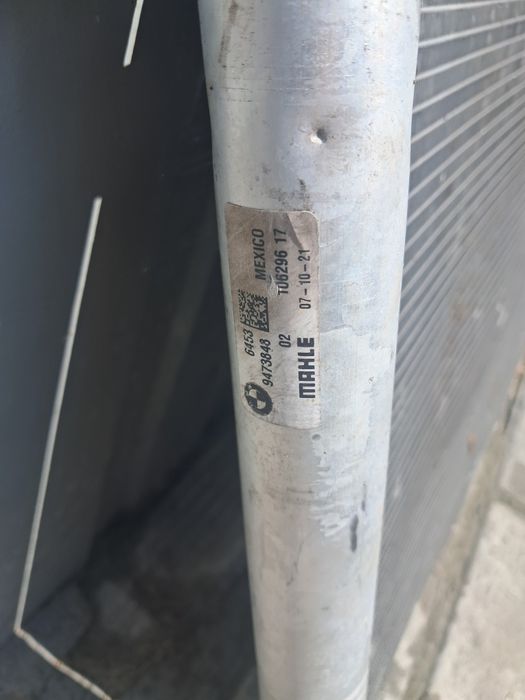 6453 MEXICO
9473848
02 T06296 17
MAHLE 07-10-21